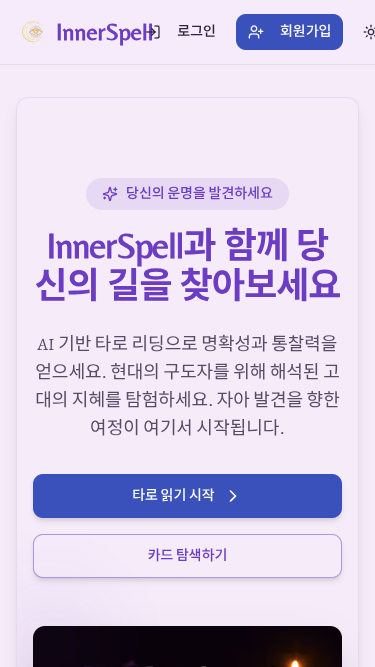 InnerSpell
로그인
회원가입
당신의 운명을 발견하세요
InnerSpell과 함께 당
신의 길을 찾아보세요
AI 기반 타로 리딩으로 명확성과 통찰력을
얻으세요. 현대의 구도자를 위해 해석된 고
대의 지혜를 탐험하세요. 자아 발견을 향한
여정이 여기서 시작됩니다.
타로 읽기 시작
카드 탐색하기